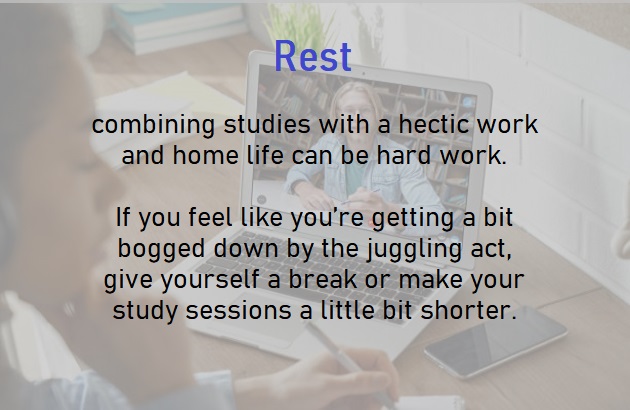 Rest
combining studies with a hectic work
and home life can be hard work.
If you feel like you're getting a bit
bogged down by the juggling act,
give yourself a break or make your
study sessions a little bit shorter.